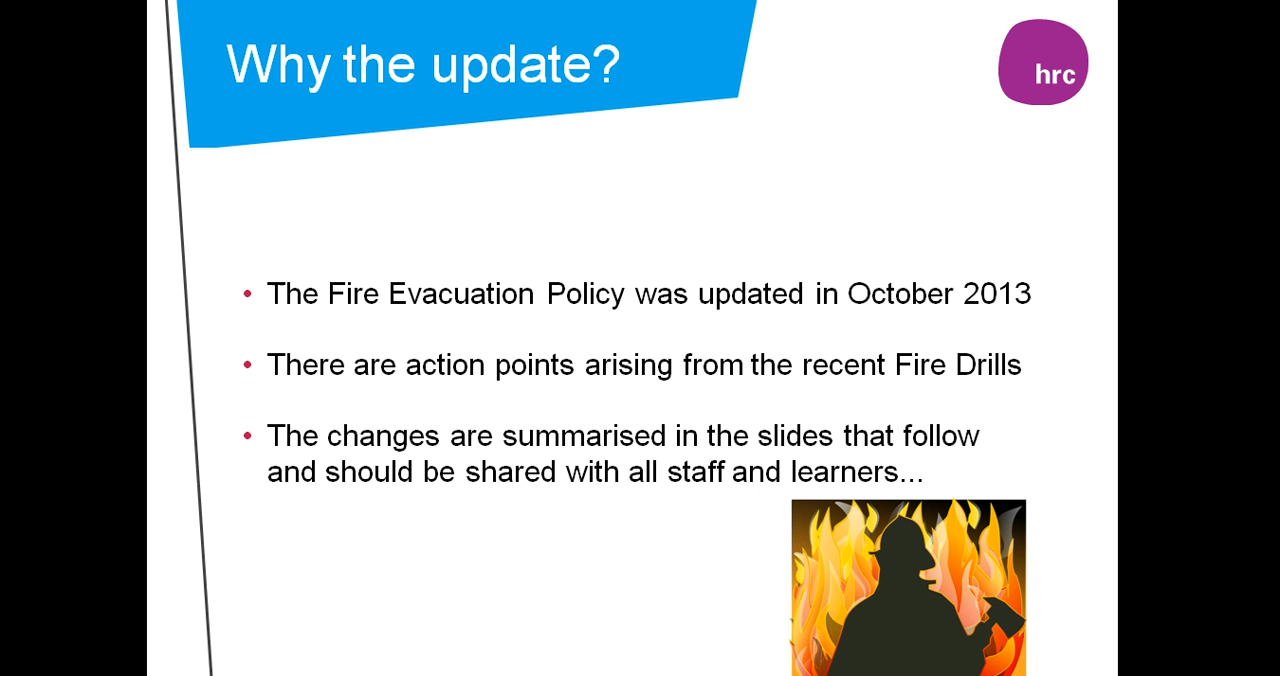 Why the update?
hrc
• The Fire Evacuation Policy was updated in October 2013
• There are action points arising from the recent Fire Drills
• The changes are summarised in the slides that follow
and should be shared with all staff and learners...